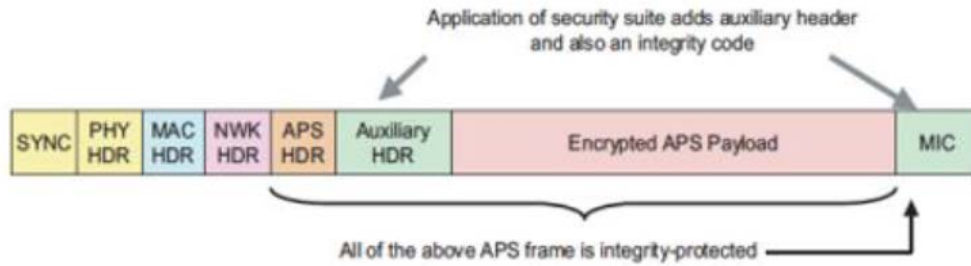 Application of security suite adds auxiliary header
and also an integrity code
SYNC
PHY
HDR
MAC
HDR
NWK
HDR
APS
HDR
Auxiliary
HDR
Encrypted APS Payload
MIC
All of the above APS frame is integrity-protected